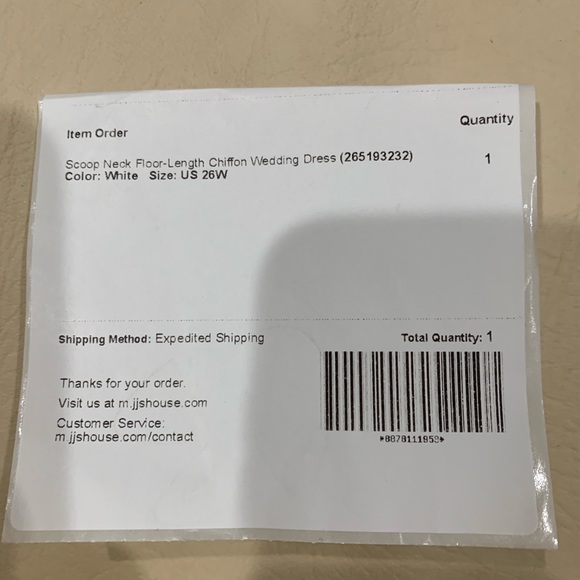 Item Order Quantity
Scoop Neck Floor-Length Chiffon Wedding Dress (265193232) 1
Color: White Size: US 26W
Shipping Method: Expedited Shipping Total Quantity: 1
Thanks for your order.
Visit us at m.jjshouse.com
Customer Service:
m.jjshouse.com/contact
*8878111953*